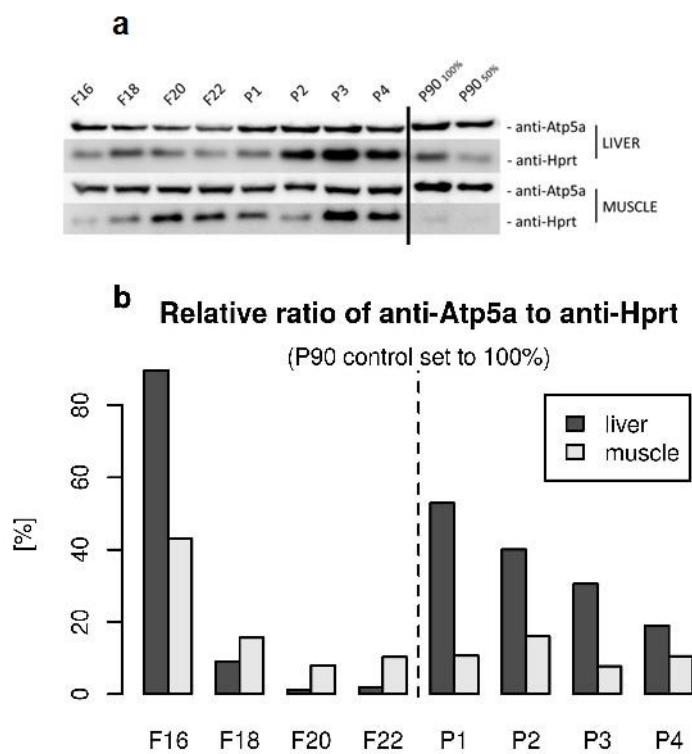 a
F16 F18 F20 F22 P1 P2 P3 P4 P90 100% P90 50%
- anti-Atp5a
LIVER
- anti-Hprt
- anti-Atp5a
MUSCLE
- anti-Hprt
b Relative ratio of anti-Atp5a to anti-Hprt
(P90 control set to 100%)
liver
muscle
[%]
80
60
40
20
0
F16 F18 F20 F22 P1 P2 P3 P4